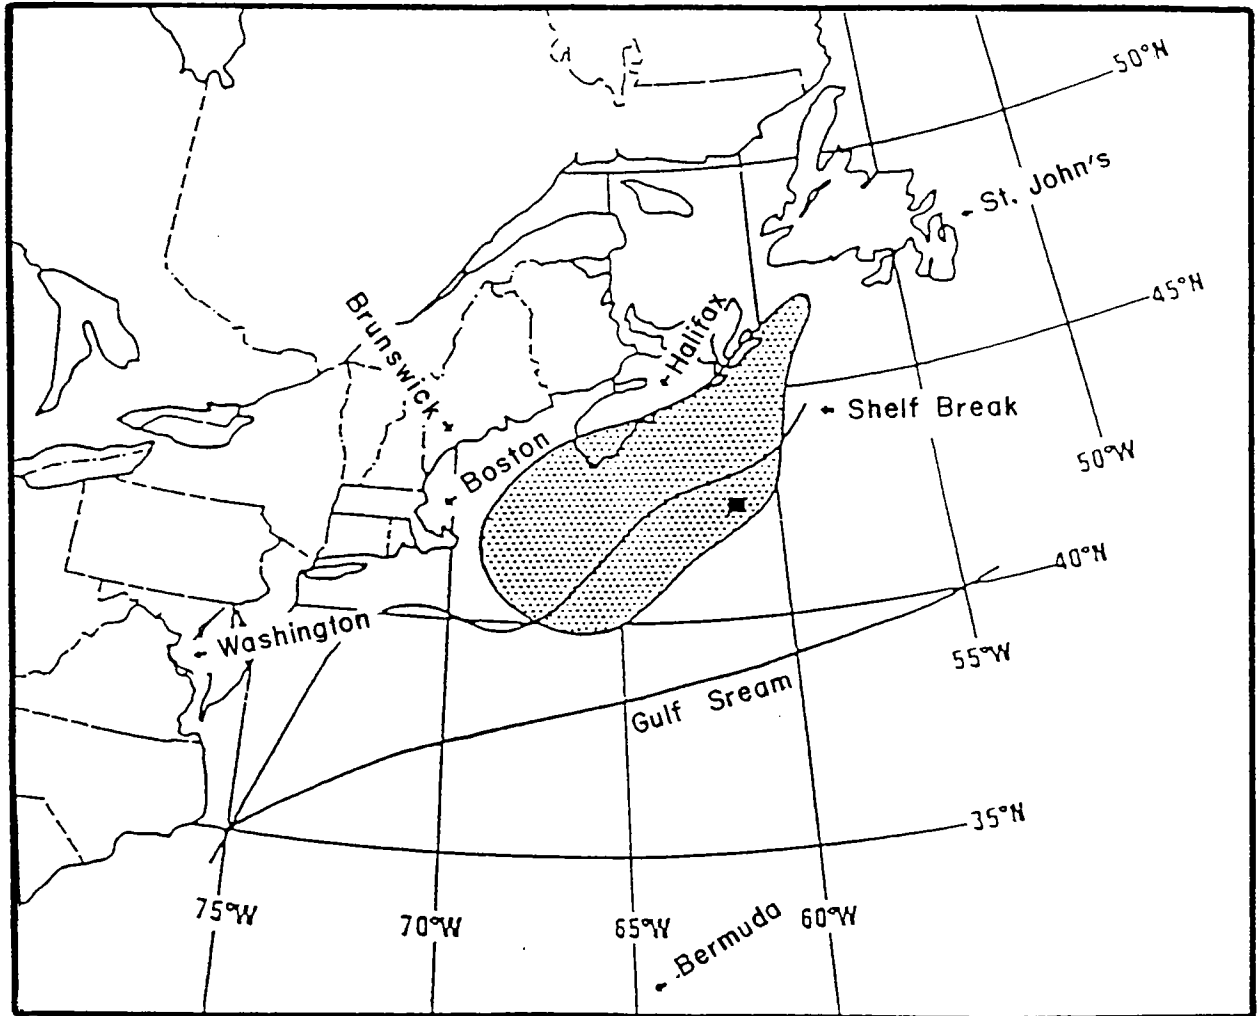 50°N
St. John's
45°N
Brunswick
Halifax
Shelf Break
50°W
Boston
40°N
Washington
55°W
Gulf Sream
35°N
75°W
70°W
65°W
60°W
Bermuda